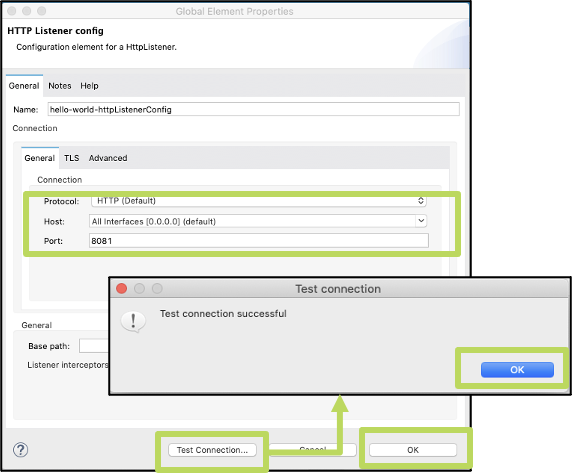 Global Element Properties
HTTP Listener config
Configuration element for a HttpListener.
General Notes Help
Name: hello-world-httpListenerConfig
Connection
General TLS Advanced
Connection
Protocol: HTTP (Default)
Host: All Interfaces [0.0.0.0] (default)
Port: 8081
Test connection
Test connection successful
OK
General
Base path:
Listener interceptors
? Test Connection... Cancel OK